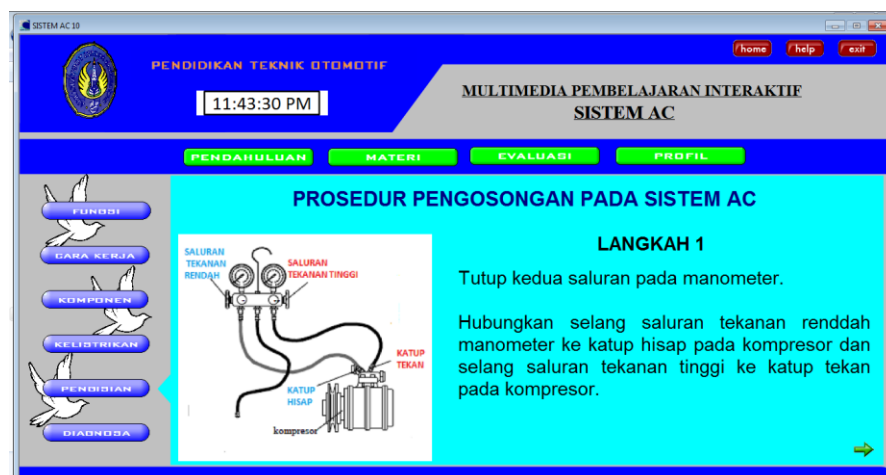 SISTEM AC 10
home help exit
PENDIDIKAN TEKNIK OTOMOTIF
11:43:30 PM
MULTIMEDIA PEMBELAJARAN INTERAKTIF
SISTEM AC
PENDAHULUAN MATERI EVALUASI PROFIL
FUNGSI
CARA KERJA
KOMPONEN
KELISTRIKAN
PENGISIAN
DIAGNOSA
PROSEDUR PENGOSONGAN PADA SISTEM AC
SALURAN
TEKANAN
RENDAH
SALURAN
TEKANAN TINGGI
KATUP
TEKAN
KATUP
HISAP
kompresor
LANGKAH 1
Tutup kedua saluran pada manometer.
Hubungkan selang saluran tekanan renddah
manometer ke katup hisap pada kompresor dan
selang saluran tekanan tinggi ke katup tekan
pada kompresor.